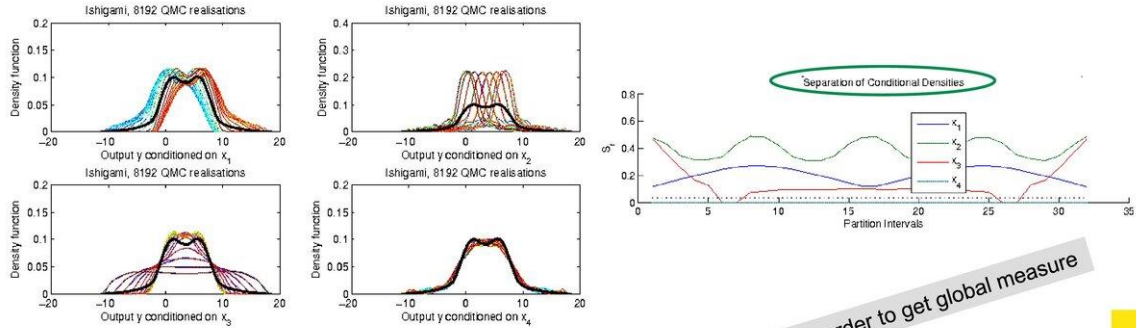 Ishigami, 8192 QMC realisations
0.2
0.15
0.1
0.05
0
−20 −10 0 10 20
Density function
Output y conditioned on x1
Ishigami, 8192 QMC realisations
0.4
0.3
0.2
0.1
0
−20 −10 0 10 20
Density function
Output y conditioned on x2
Ishigami, 8192 QMC realisations
0.2
0.15
0.1
0.05
0
−20 −10 0 10 20
Density function
Output y conditioned on x3
Ishigami, 8192 QMC realisations
0.2
0.15
0.1
0.05
0
−20 −10 0 10 20
Density function
Output y conditioned on x4
Separation of Conditional Densities
0.8
0.6
0.4
0.2
0
5 10 15 20 25 30 35
Partition Intervals
x1
x2
x3
x4
order to get global measure